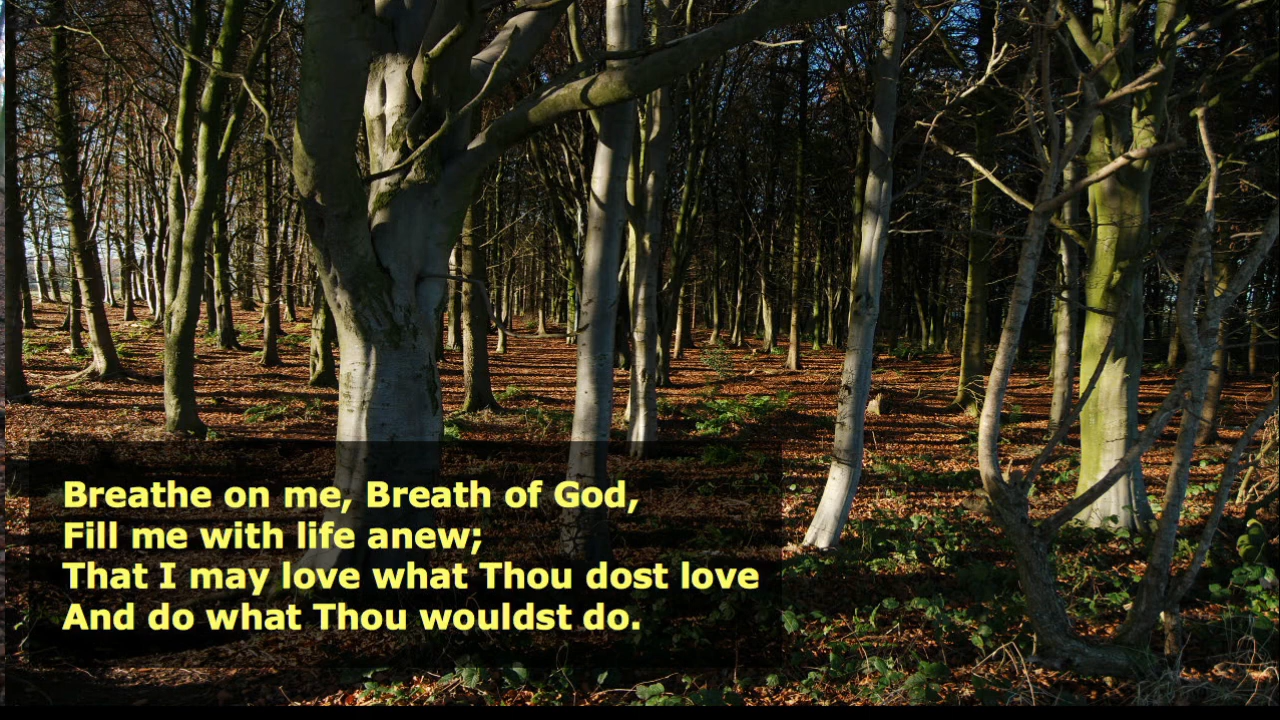 Breathe on me, Breath of God,
Fill me with life anew;
That I may love what Thou dost love
And do what Thou wouldst do.